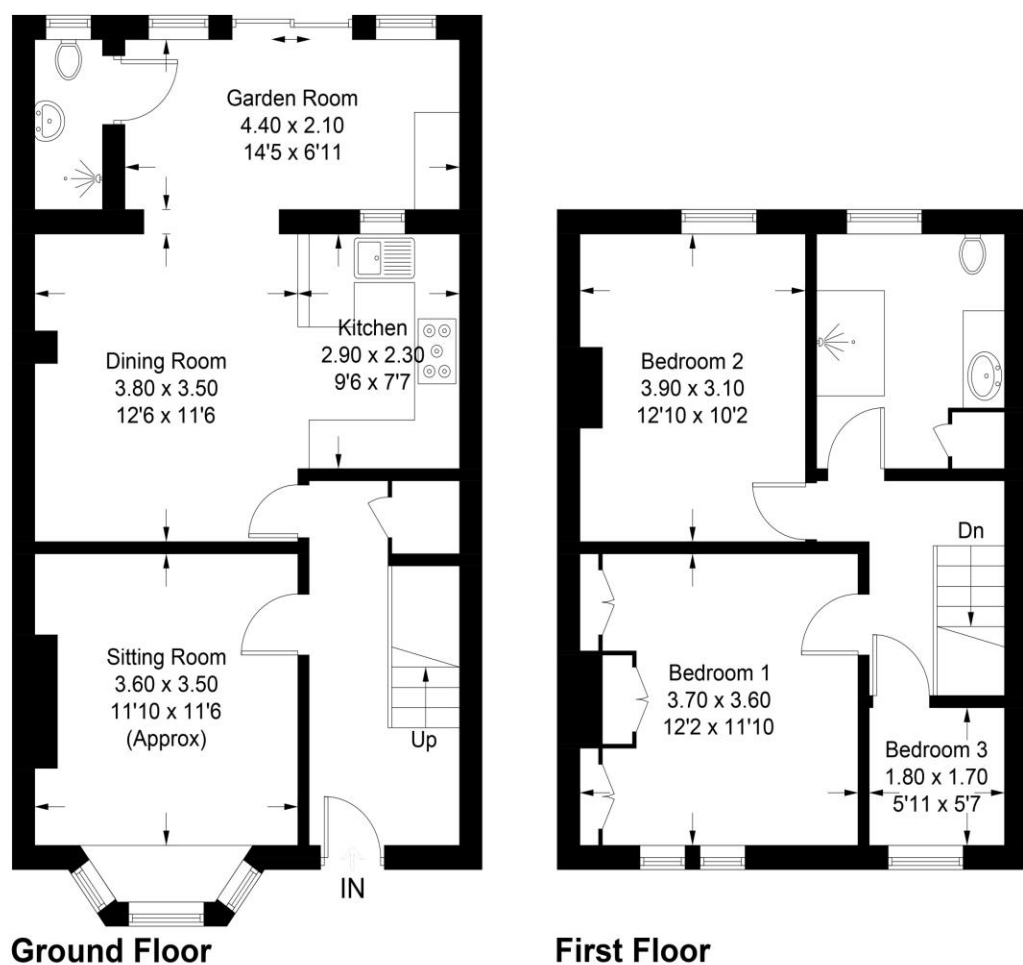 Garden Room
4.40 x 2.10
14'5 x 6'11
Kitchen
2.90 x 2.30
9'6 x 7'7
Dining Room
3.80 x 3.50
12'6 x 11'6
Sitting Room
3.60 x 3.50
11'10 x 11'6
(Approx)
Up
IN
Ground Floor
Bedroom 2
3.90 x 3.10
12'10 x 10'2
Dn
Bedroom 1
3.70 x 3.60
12'2 x 11'10
Bedroom 3
1.80 x 1.70
5'11 x 5'7
First Floor